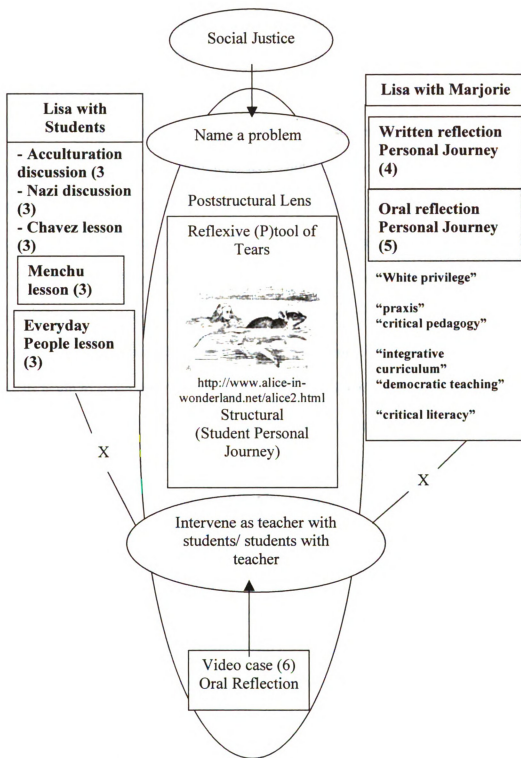 Social Justice
Name a problem
Lisa with
Students
- Acculturation
discussion (3
- Nazi discussion
(3)
- Chavez lesson
(3)
Menchu
lesson (3)
Everyday
People lesson
(3)
X
Poststructural Lens
Reflexive (P)tool of
Tears
http://www.alice-in-
wonderland.net/alice2.html
Structural
(Student Personal
Journey)
Lisa with Marjorie
Written reflection
Personal Journey
(4)
Oral reflection
Personal Journey
(5)
“White privilege”
“praxis”
“critical pedagogy”
“integrative
curriculum”
“democratic teaching”
“critical literacy”
X
Intervene as teacher with
students/ students with
teacher
Video case (6)
Oral Reflection